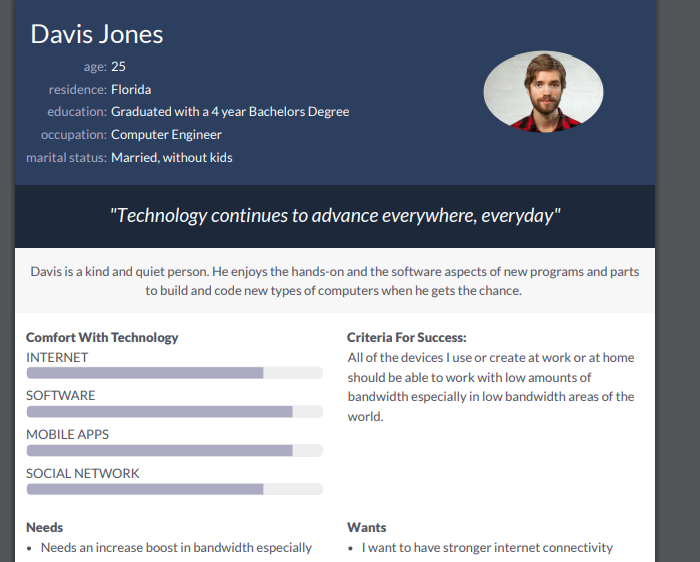 Davis Jones
age: 25
residence: Florida
education: Graduated with a 4 year Bachelors Degree
occupation: Computer Engineer
marital status: Married, without kids
"Technology continues to advance everywhere, everyday"
Davis is a kind and quiet person. He enjoys the hands-on and the software aspects of new programs and parts
to build and code new types of computers when he gets the chance.
Comfort With Technology
INTERNET
SOFTWARE
MOBILE APPS
SOCIAL NETWORK
Criteria For Success:
All of the devices I use or create at work or at home
should be able to work with low amounts of
bandwidth especially in low bandwidth areas of the
world.
Needs
• Needs an increase boost in bandwidth especially
Wants
• I want to have stronger internet connectivity